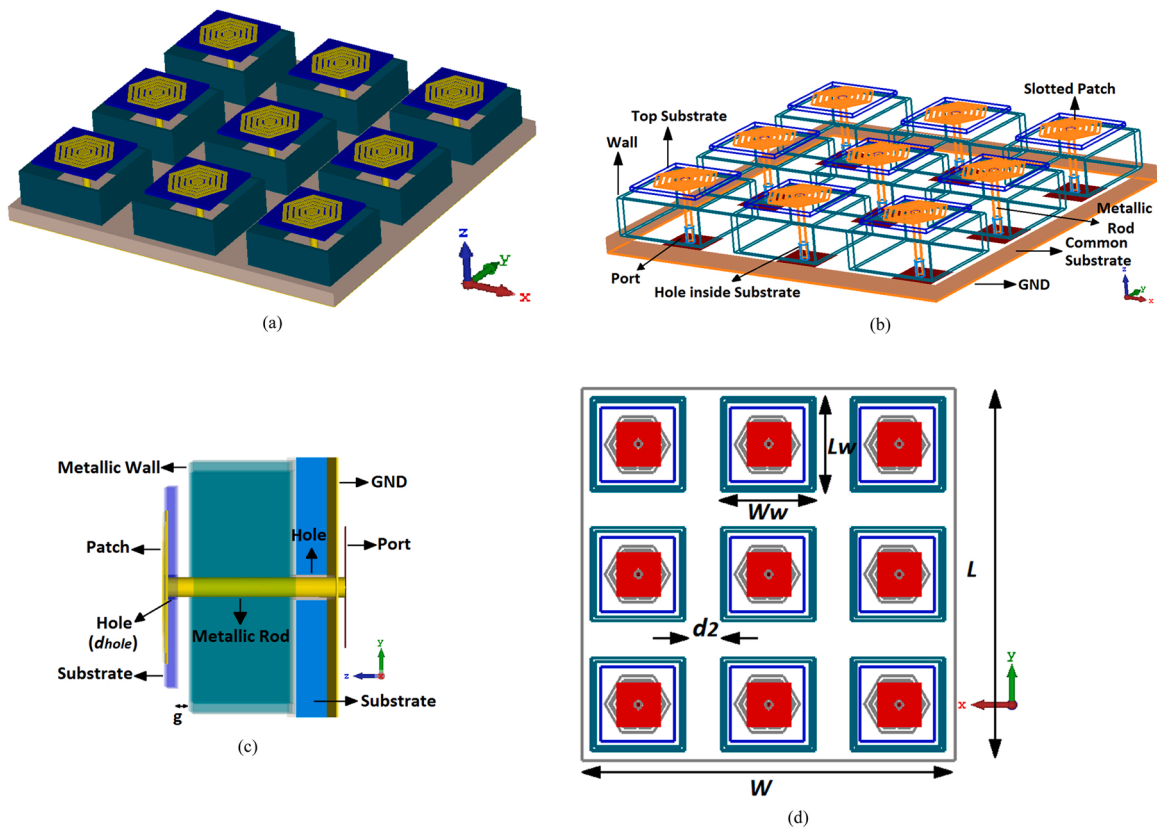 z
y
x
(a)
Slotted Patch
Top Substrate
Wall
Metallic
Rod
Common
Substrate
Port
Hole inside Substrate
GND
z
y
x
(b)
Metallic Wall
GND
Hole
Port
Patch
Hole
(dhole)
Metallic Rod
Substrate
y
z
x
Substrate
g
(c)
Lw
Ww
L
d2
y
x
W
(d)